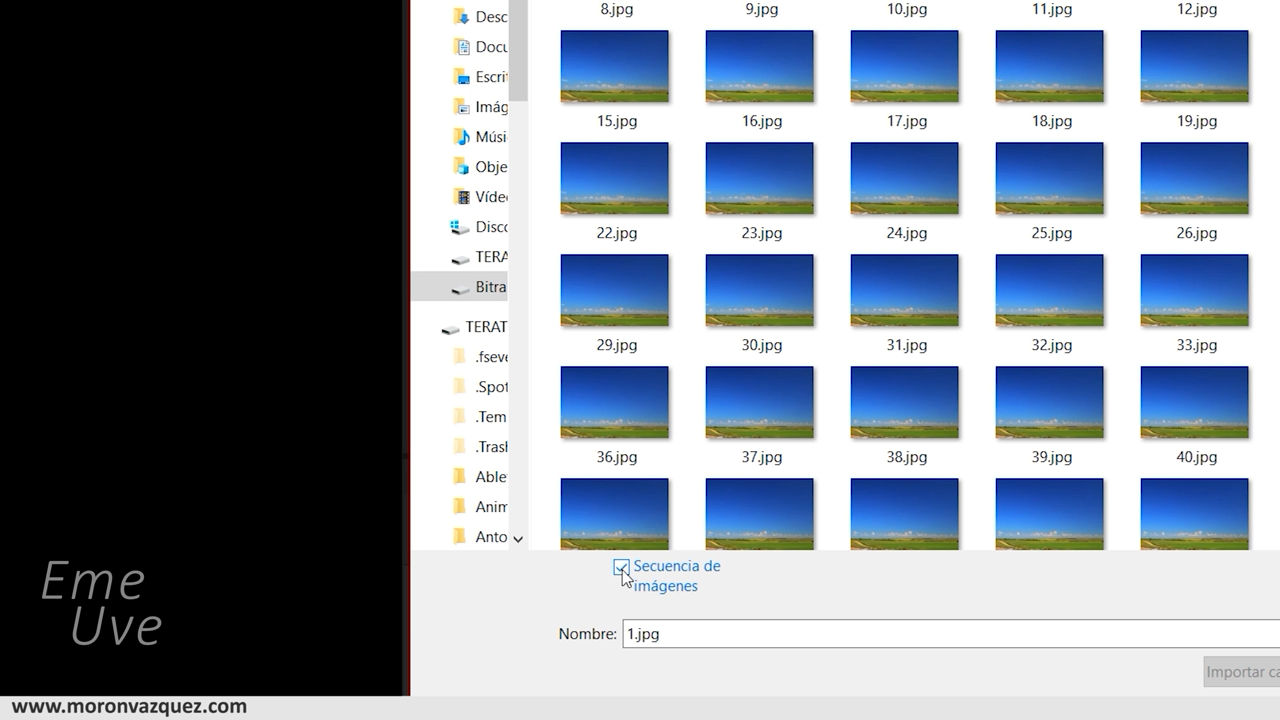 Desc
Docu
Escri
Imág
Músi
Obje
Víde
Disco
TERA
Bitra
TERAT
.fseve
.Spot
.Tem
.Trash
Able
Anim
Anto
8.jpg 9.jpg 10.jpg 11.jpg 12.jpg
15.jpg 16.jpg 17.jpg 18.jpg 19.jpg
22.jpg 23.jpg 24.jpg 25.jpg 26.jpg
29.jpg 30.jpg 31.jpg 32.jpg 33.jpg
36.jpg 37.jpg 38.jpg 39.jpg 40.jpg
Secuencia de
imágenes
Nombre: 1.jpg
Importar ca
Eme
Uve
www.moronvazquez.com